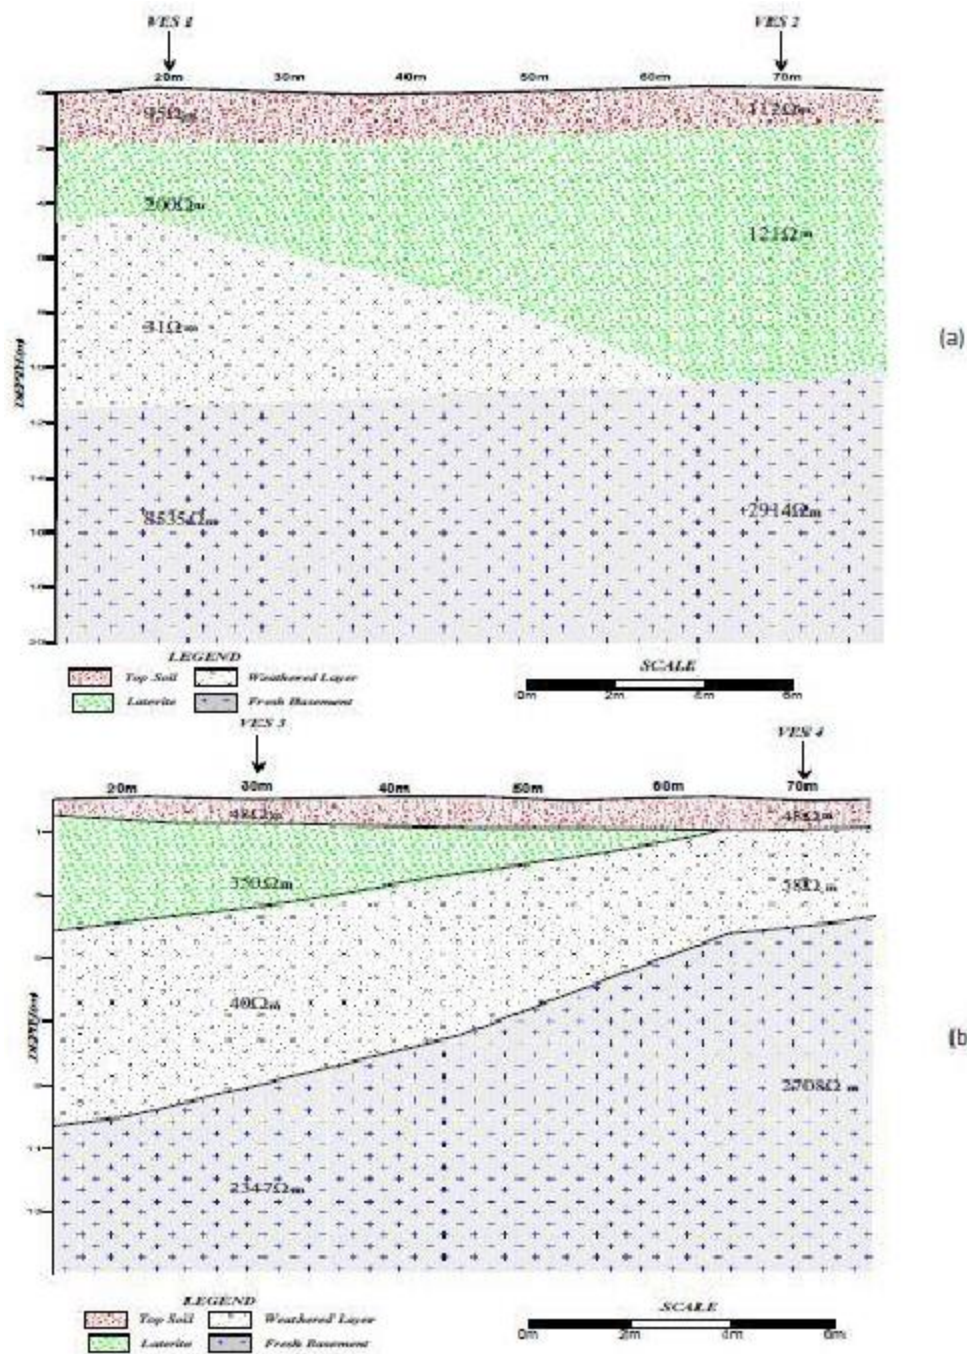 VES 1 VES 2
20m 30m 40m 50m 60m 70m
95Ωm 112Ωm
200Ωm 121Ωm
31Ωm
(a)
DEPTH(m)
8535Ωm 2914Ωm
LEGEND
Top Soil Weathered Layer
Laterite Fresh Basement
SCALE
0m 2m 4m 6m
VES 3 VES 4
20m 30m 40m 50m 60m 70m
48Ωm
350Ωm 58Ωm
40Ωm
DEPTH(m)
(b
2708Ωm
2347Ωm
LEGEND
Top Soil Weathered Layer
Laterite Fresh Basement
SCALE
0m 2m 4m 6m